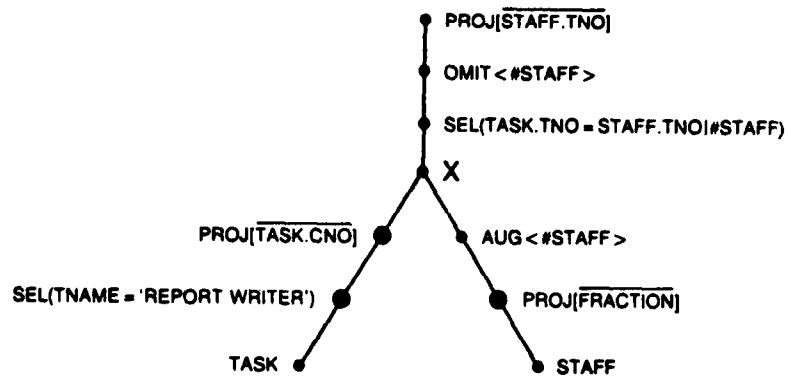 PROJ[STAFF.TNO]
OMIT<#STAFF>
SEL(TASK.TNO = STAFF.TNO|#STAFF)
X
PROJ[TASK.CNO]
AUG<#STAFF>
SEL(TNAME = 'REPORT WRITER')
PROJ[FRACTION]
TASK
STAFF